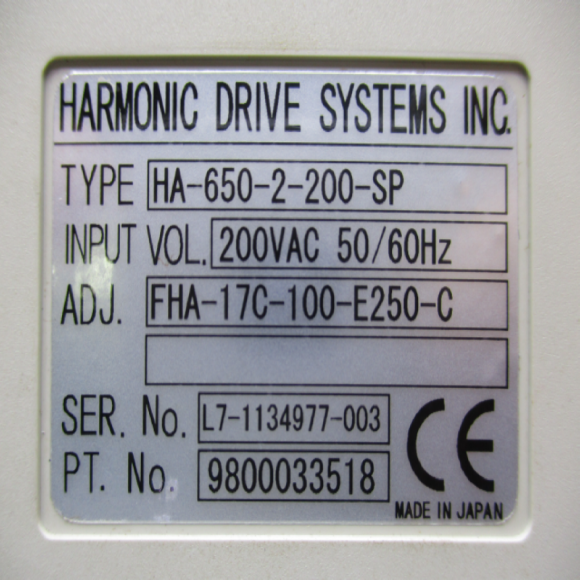 HARMONIC DRIVE SYSTEMS INC.
TYPE HA-650-2-200-SP
INPUT VOL. 200VAC 50/60Hz
ADJ. FHA-17C-100-E250-C
SER. No. L7-1134977-003
PT. No. 9800033518
CE
MADE IN JAPAN